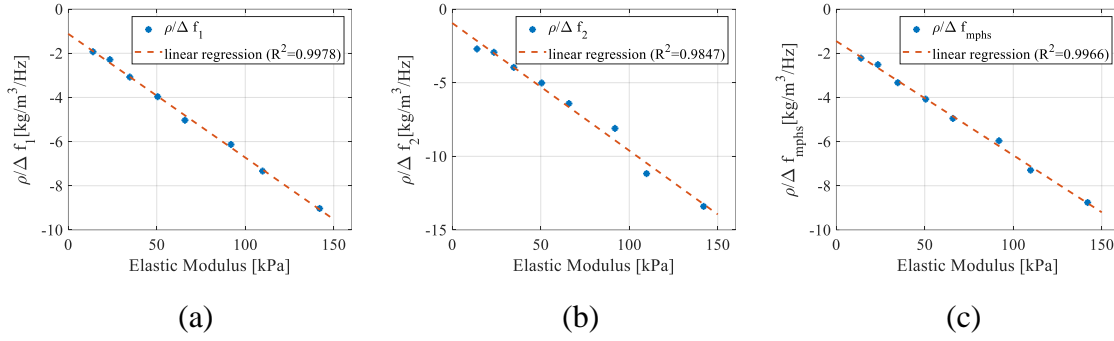 0
-2
-4
-6
-8
-10
ρ/Δ f1[kg/m3/Hz]
ρ/Δ f1
linear regression (R2=0.9978)
0 50 100 150
Elastic Modulus [kPa]
(a)
0
-5
-10
-15
ρ/Δ f2[kg/m3/Hz]
ρ/Δ f2
linear regression (R2=0.9847)
0 50 100 150
Elastic Modulus [kPa]
(b)
0
-2
-4
-6
-8
-10
ρ/Δ fmphs[kg/m3/Hz]
ρ/Δ fmphs
linear regression (R2=0.9966)
0 50 100 150
Elastic Modulus [kPa]
(c)